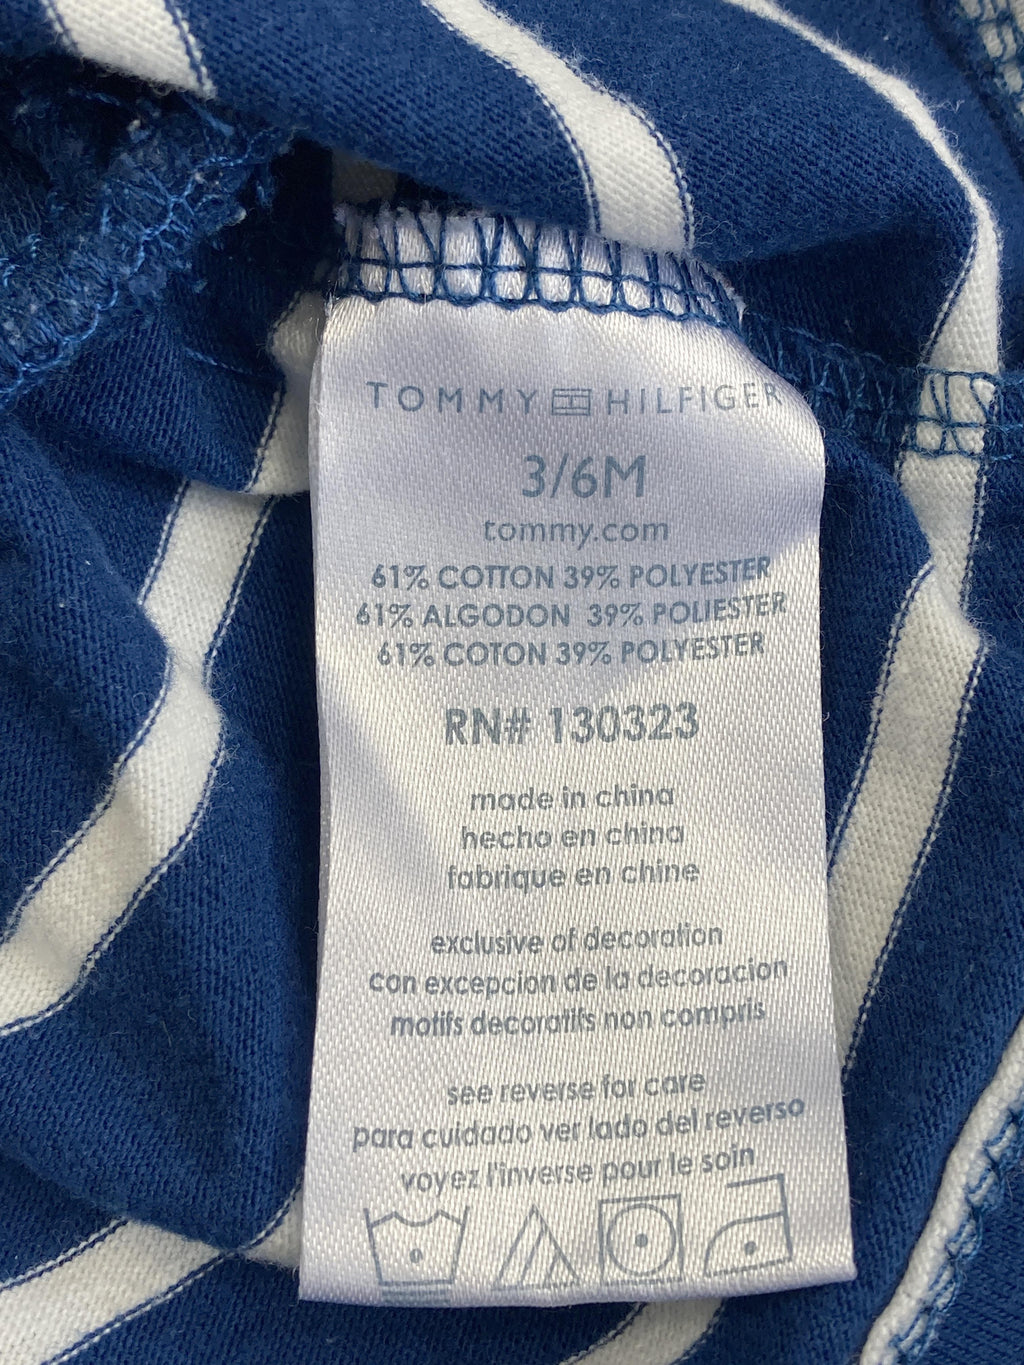 TOMMY HILFIGER
3/6M
tommy.com
61% COTTON 39% POLYESTER
61% ALGODON 39% POLIESTER
61% COTON 39% POLYESTER
RN# 130323
made in china
hecho en china
fabrique en chine
exclusive of decoration
con excepcion de la decoracion
motifs decoratifs non compris
see reverse for care
para cuidado ver lado del reverso
voyez l'inverse pour le soin